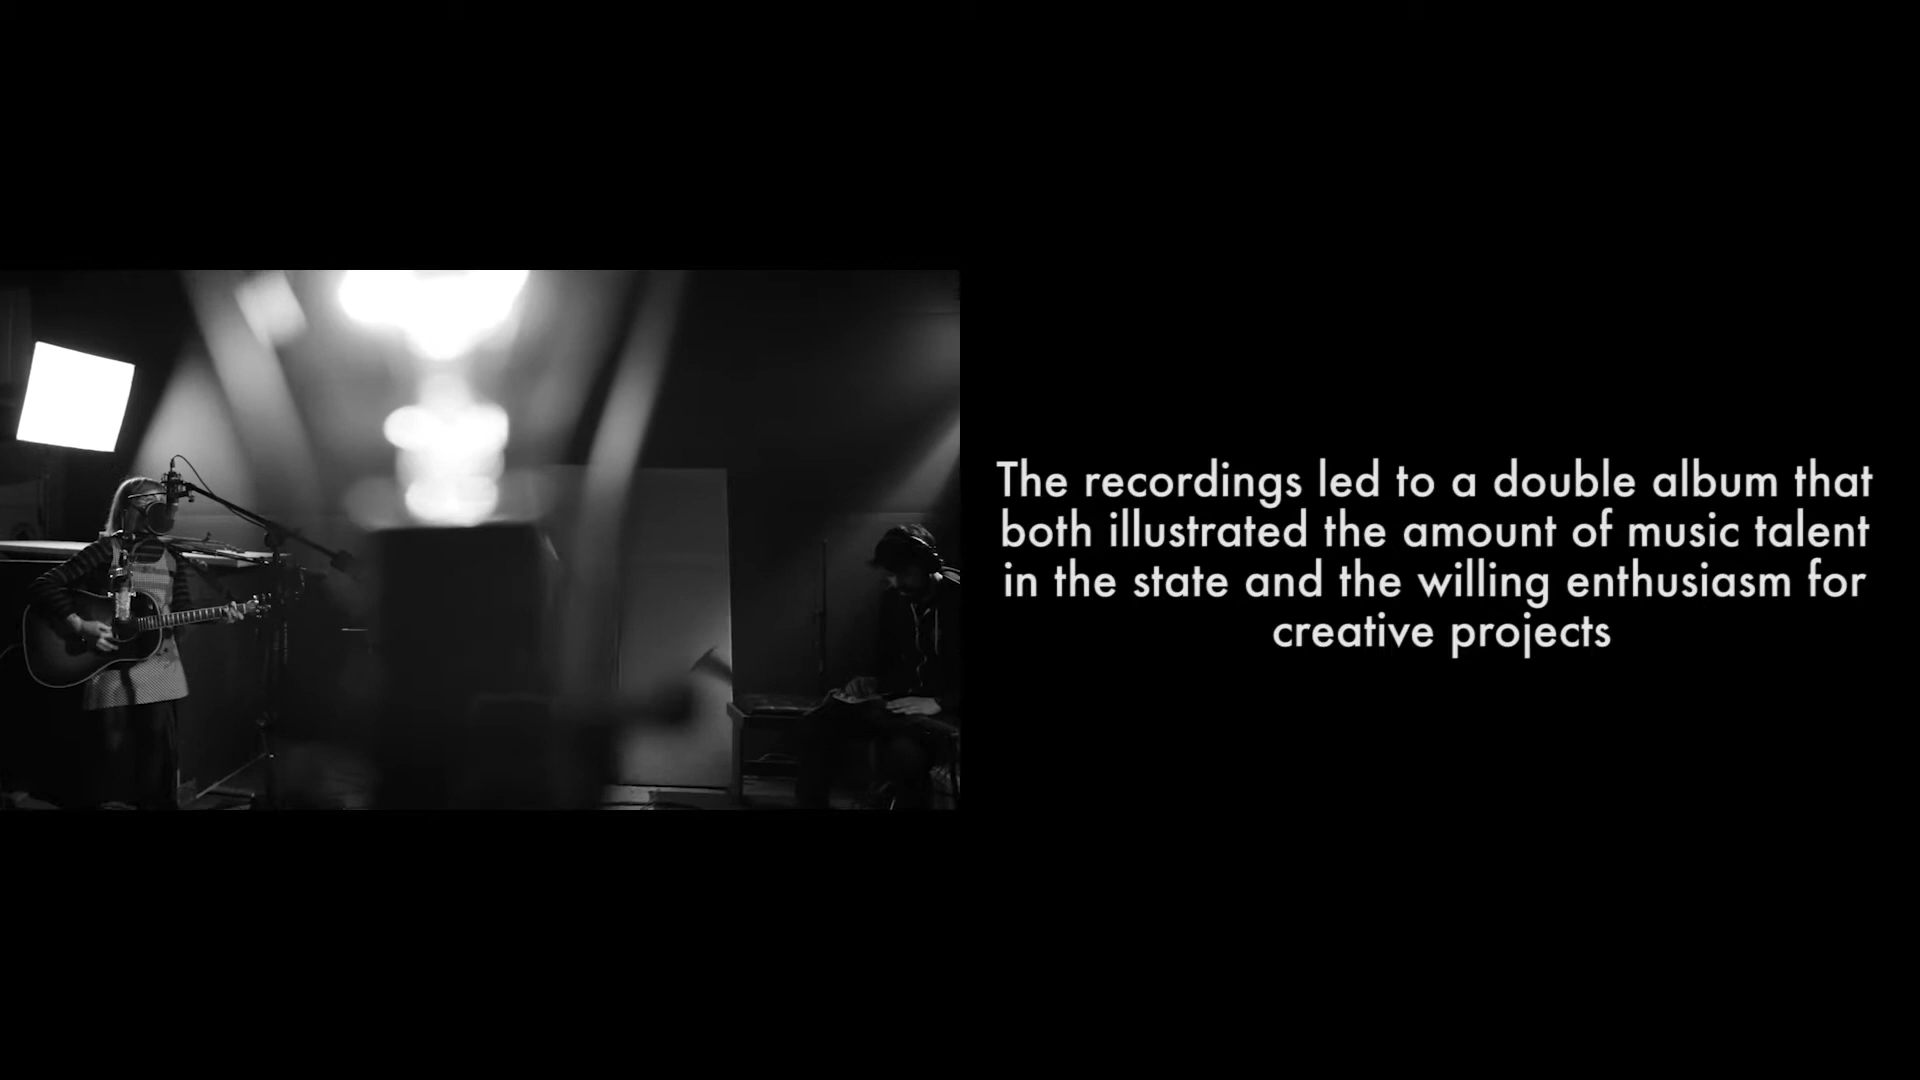 The recordings led to a double album that
both illustrated the amount of music talent
in the state and the willing enthusiasm for
creative projects